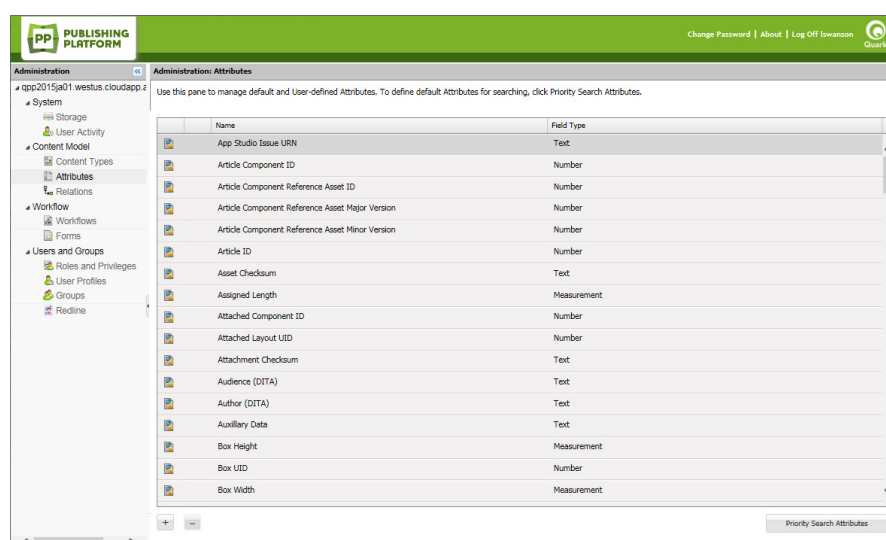 PP PUBLISHING
PLATFORM
Change Password | About | Log Off lswanson
Quark
Administration
Administration: Attributes
qpp2015ja01.westus.cloudapp.a
Use this pane to manage default and User-defined Attributes. To define default Attributes for searching, click Priority Search Attributes.
System
Storage
User Activity
Content Model
Content Types
Attributes
Relations
Workflow
Workflows
Forms
Users and Groups
Roles and Privileges
User Profiles
Groups
Redline
Name Field Type
App Studio Issue URN Text
Article Component ID Number
Article Component Reference Asset ID Number
Article Component Reference Asset Major Version Number
Article Component Reference Asset Minor Version Number
Article ID Number
Asset Checksum Text
Assigned Length Measurement
Attached Component ID Number
Attached Layout UID Number
Attachment Checksum Text
Audience (DITA) Text
Author (DITA) Text
Auxillary Data Text
Box Height Measurement
Box UID Number
Box Width Measurement
+ −
Priority Search Attributes